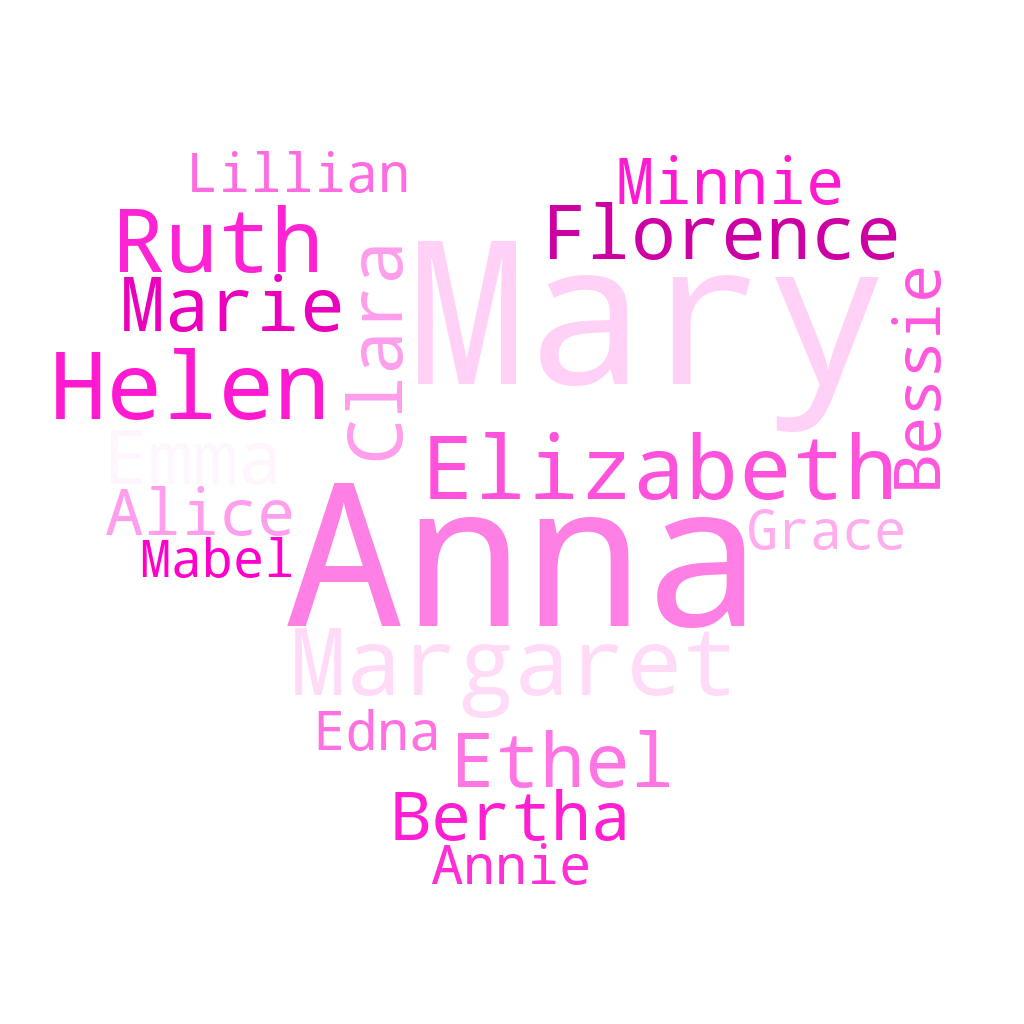 Lillian
Minnie
Ruth
Florence
Mary
Clara
Marie
Bessie
Helen
Emma
Elizabeth
Alice
Anna
Grace
Mabel
Margaret
Edna
Ethel
Bertha
Annie